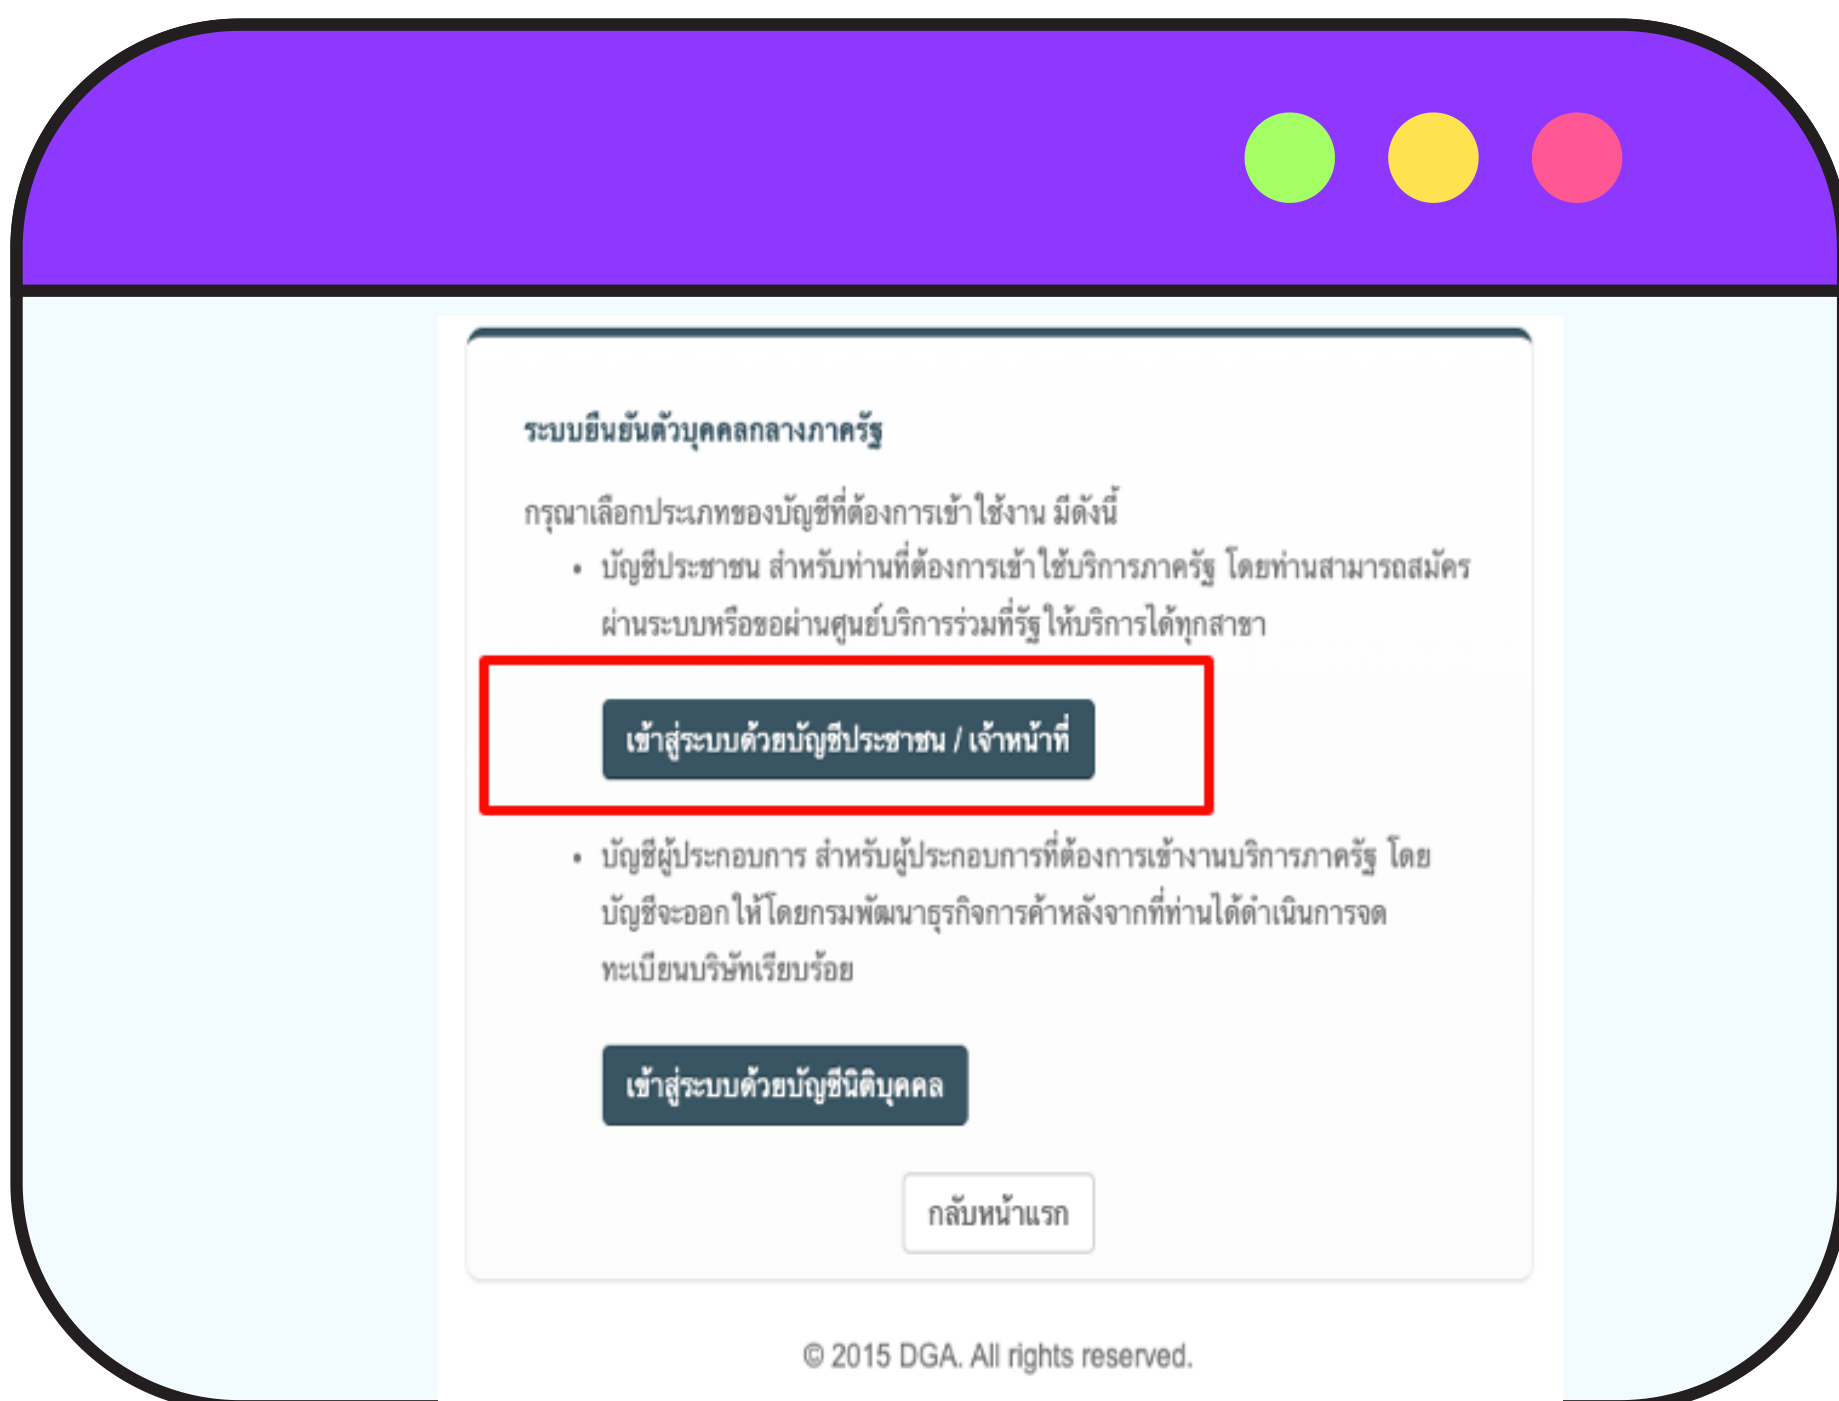 ระบบยืนยันตัวบุคคลกลางภาครัฐ
กรุณาเลือกประเภทของบัญชีที่ต้องการเข้าใช้งาน มีดังนี้
• บัญชีประชาชน สำหรับท่านที่ต้องการเข้าใช้บริการภาครัฐ โดยท่านสามารถสมัคร
ผ่านระบบหรือขอผ่านศูนย์บริการร่วมที่รัฐให้บริการได้ทุกสาขา
เข้าสู่ระบบด้วยบัญชีประชาชน / เจ้าหน้าที่
• บัญชีผู้ประกอบการ สำหรับผู้ประกอบการที่ต้องการเข้างานบริการภาครัฐ โดย
บัญชีจะออกให้โดยกรมพัฒนาธุรกิจการค้าหลังจากที่ท่านได้ดำเนินการจด
ทะเบียนบริษัทเรียบร้อย
เข้าสู่ระบบด้วยบัญชีนิติบุคคล
กลับหน้าแรก
© 2015 DGA. All rights reserved.